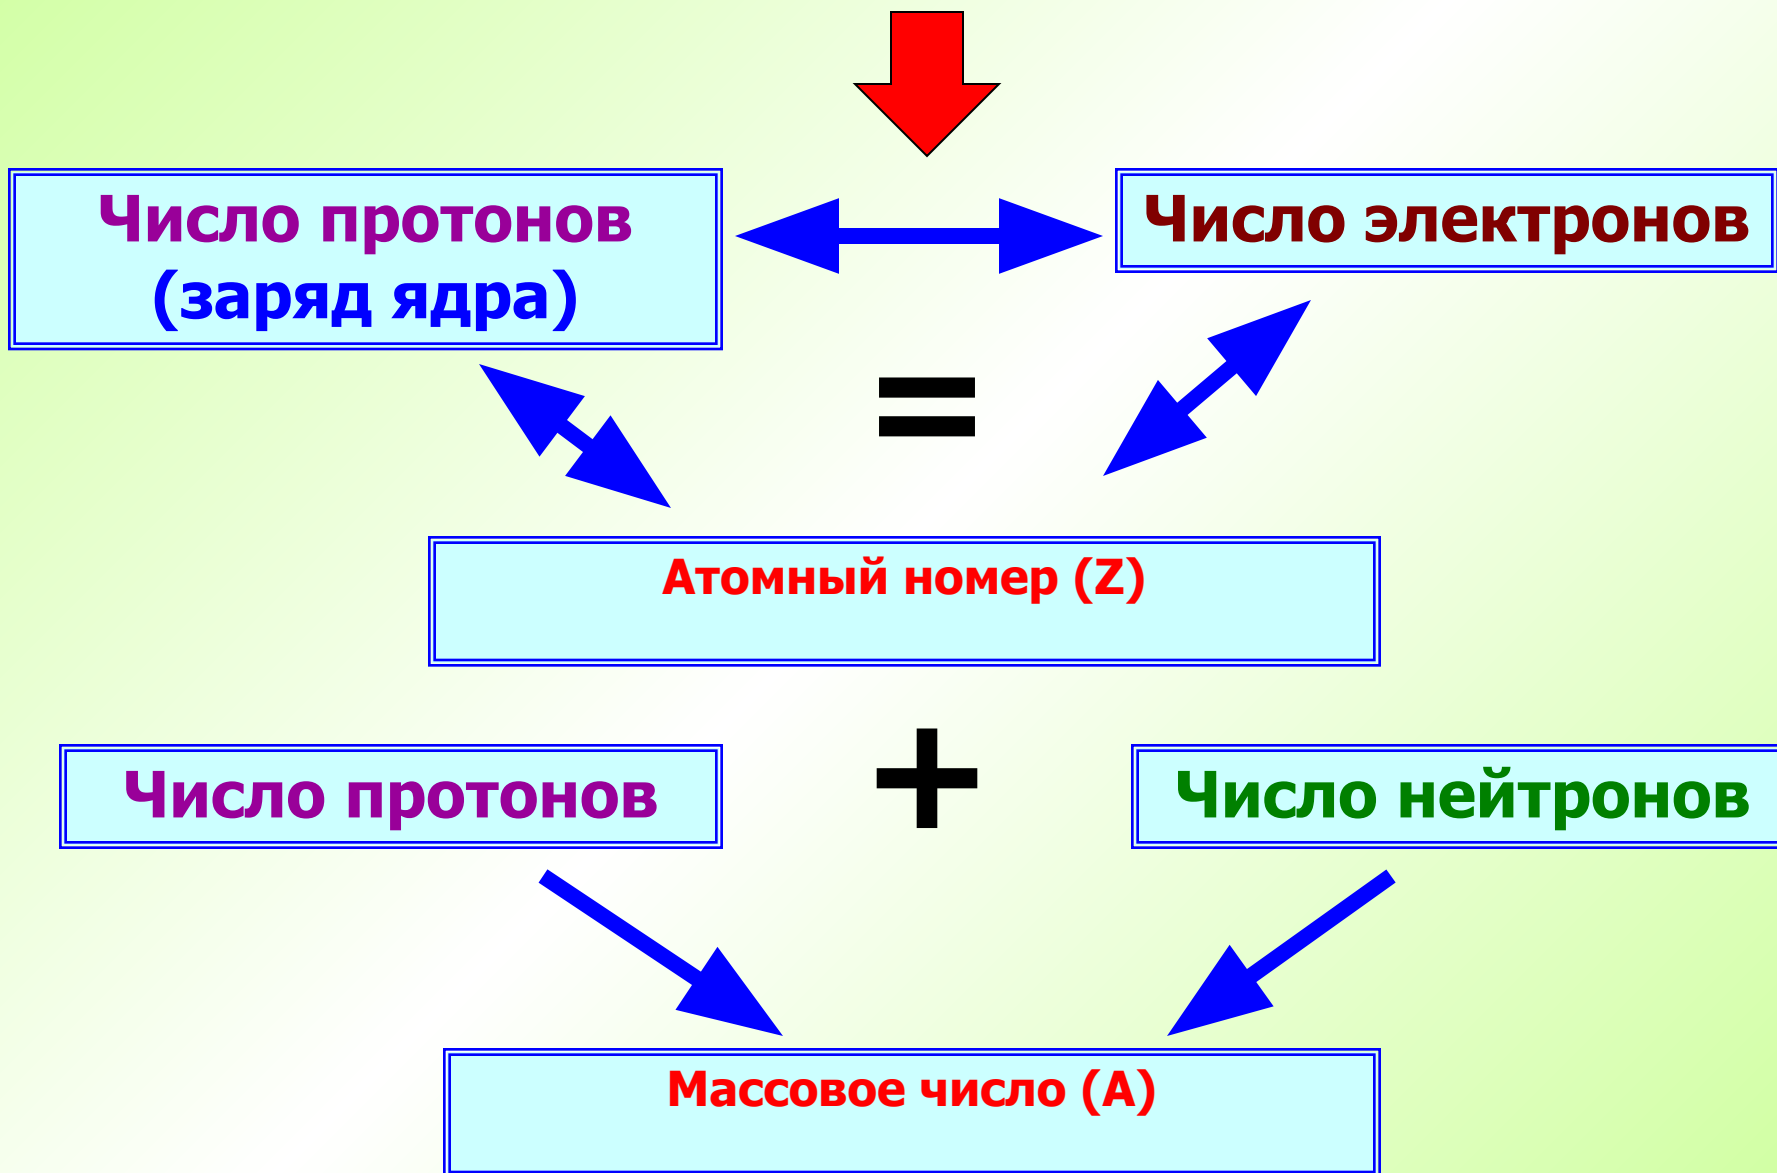 Число протонов
(заряд ядра)
Число электронов
=
Атомный номер (Z)
Число протонов
+
Число нейтронов
Массовое число (А)